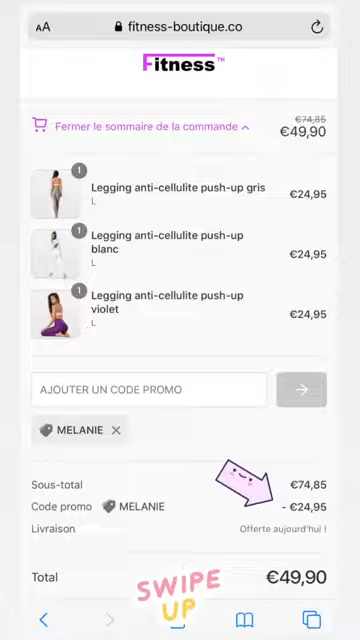 AA fitness-boutique.co
Fitness™
Fermer le sommaire de la commande
€74,85
€49,90
1
Legging anti-cellulite push-up gris
L
€24,95
1
Legging anti-cellulite push-up
blanc
L
€24,95
1
Legging anti-cellulite push-up
violet
L
€24,95
AJOUTER UN CODE PROMO
MELANIE
Sous-total €74,85
Code promo MELANIE - €24,95
Livraison Offerte aujourd'hui !
Total €49,90
SWIPE
UP